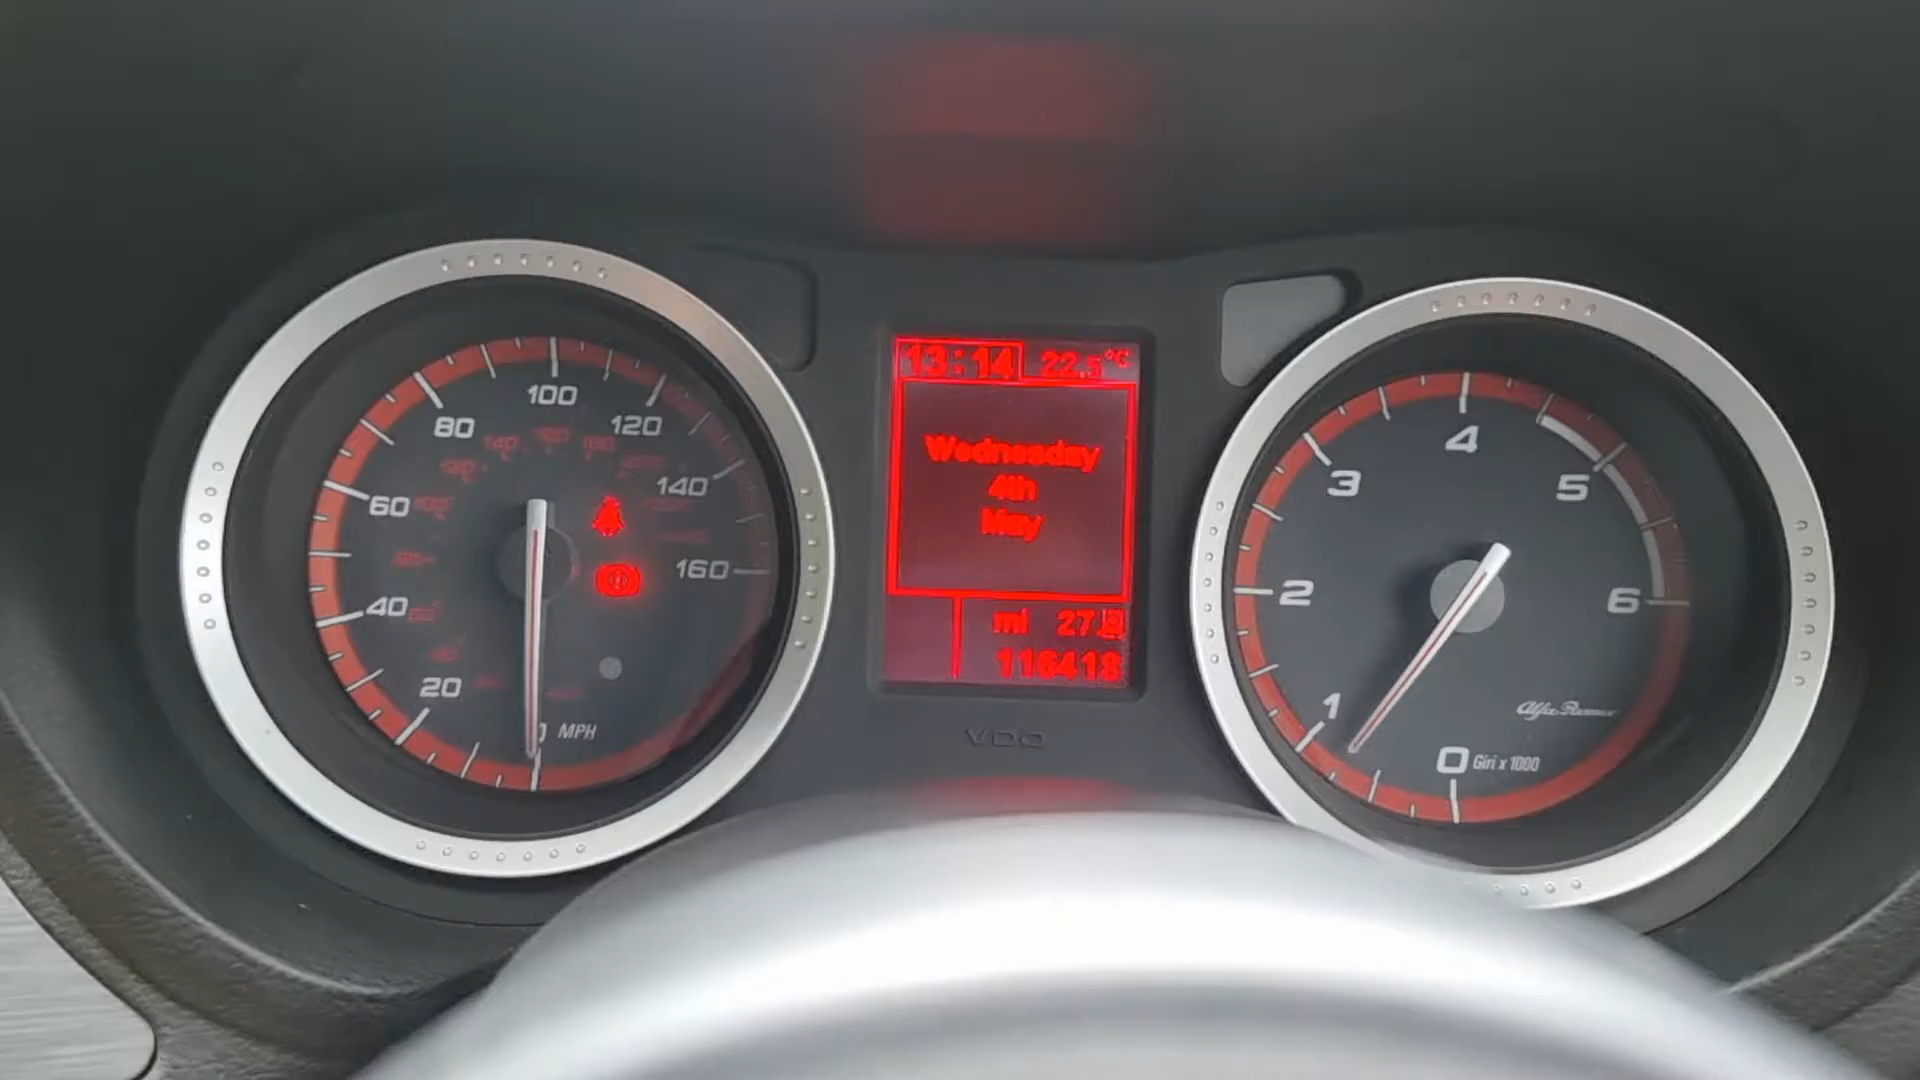 100
80
120
140
60
160
40
20
MPH
13:14 22.5°C
Wednesday
4th
May
mi 27.
116418
VDO
4
3
5
2
6
1
Alfa Romeo
0 Giri x 1000